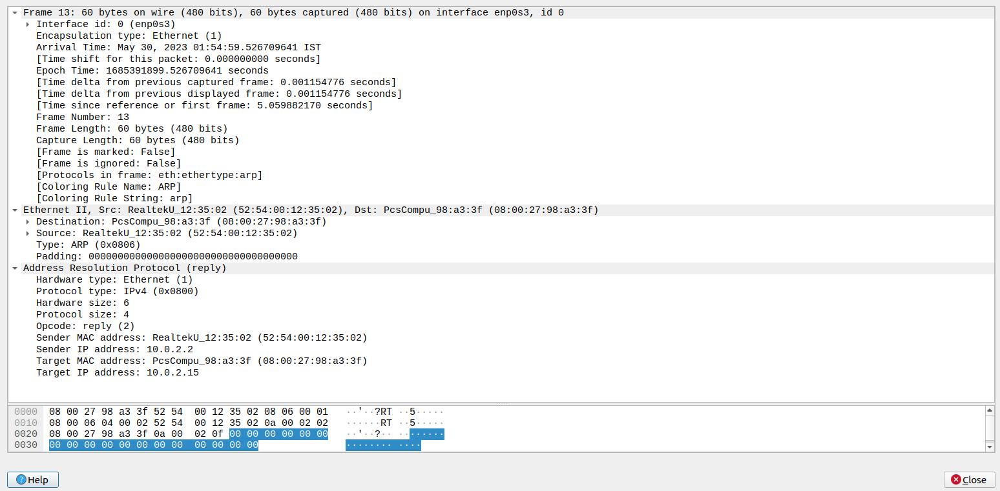 Frame 13: 60 bytes on wire (480 bits), 60 bytes captured (480 bits) on interface enp0s3, id 0
Interface id: 0 (enp0s3)
Encapsulation type: Ethernet (1)
Arrival Time: May 30, 2023 01:54:59.526709641 IST
[Time shift for this packet: 0.000000000 seconds]
Epoch Time: 1685391899.526709641 seconds
[Time delta from previous captured frame: 0.001154776 seconds]
[Time delta from previous displayed frame: 0.001154776 seconds]
[Time since reference or first frame: 5.059882170 seconds]
Frame Number: 13
Frame Length: 60 bytes (480 bits)
Capture Length: 60 bytes (480 bits)
[Frame is marked: False]
[Frame is ignored: False]
[Protocols in frame: eth:ethertype:arp]
[Coloring Rule Name: ARP]
[Coloring Rule String: arp]
Ethernet II, Src: RealtekU_12:35:02 (52:54:00:12:35:02), Dst: PcsCompu_98:a3:3f (08:00:27:98:a3:3f)
Destination: PcsCompu_98:a3:3f (08:00:27:98:a3:3f)
Source: RealtekU_12:35:02 (52:54:00:12:35:02)
Type: ARP (0x0806)
Padding: 000000000000000000000000000000000000
Address Resolution Protocol (reply)
Hardware type: Ethernet (1)
Protocol type: IPv4 (0x0800)
Hardware size: 6
Protocol size: 4
Opcode: reply (2)
Sender MAC address: RealtekU_12:35:02 (52:54:00:12:35:02)
Sender IP address: 10.0.2.2
Target MAC address: PcsCompu_98:a3:3f (08:00:27:98:a3:3f)
Target IP address: 10.0.2.15
0000 08 00 27 98 a3 3f 52 54 00 12 35 02 08 06 00 01 ··'··?RT ··5·····
0010 08 00 06 04 00 02 52 54 00 12 35 02 0a 00 02 02 ······RT ··5·····
0020 08 00 27 98 a3 3f 0a 00 02 0f 00 00 00 00 00 00 ··'··?·· ········
0030 00 00 00 00 00 00 00 00 00 00 00 00 ········ ····
Help
Close